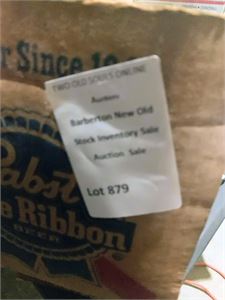 r Since 1
TWO OLD SOULS ONLINE
Auction
Barberton New Old
Stock Inventory Sale
Auction Sale
Lot 879
Pabst
e Ribbon
BEER